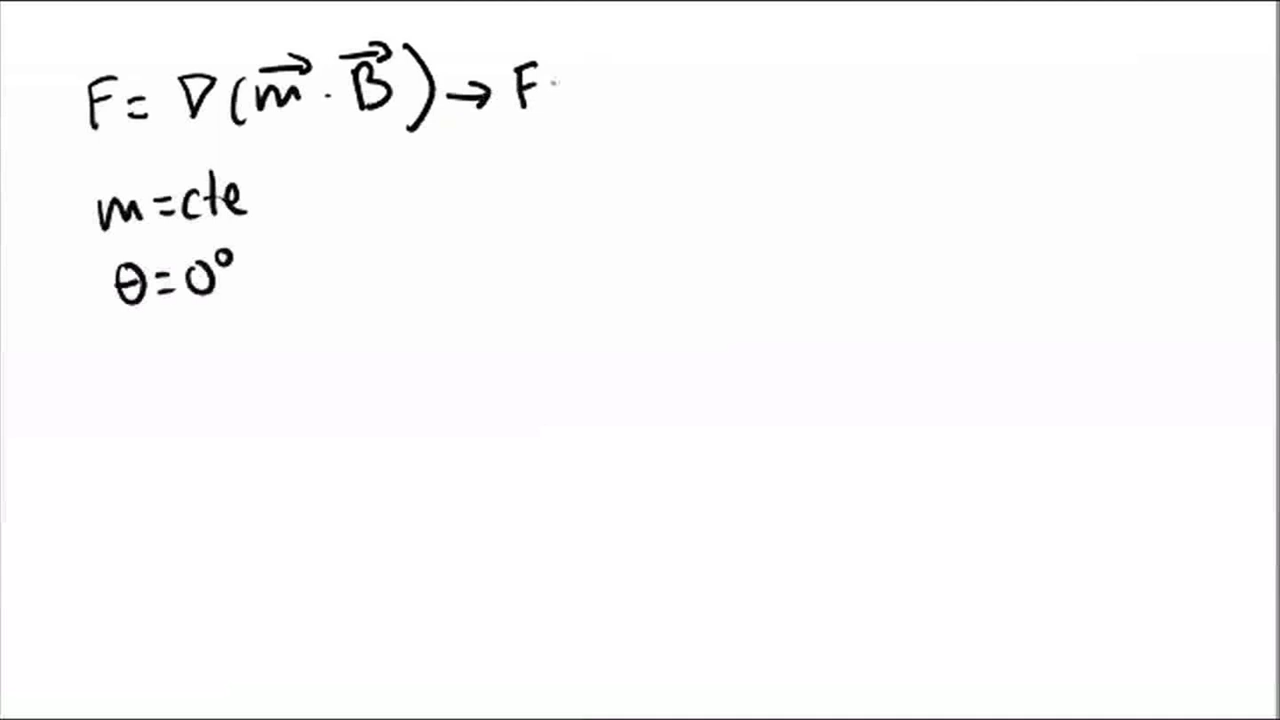 F = ∇(m⃗ · B⃗) → F
m = cte
θ = 0°